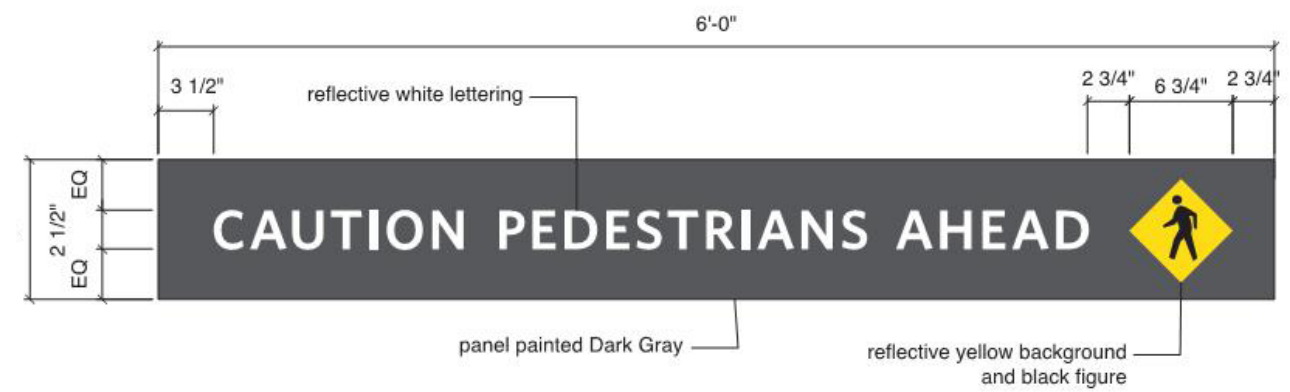 6'-0"
3 1/2"
reflective white lettering
2 3/4"
6 3/4"
2 3/4"
EQ
2 1/2"
EQ
CAUTION PEDESTRIANS AHEAD
panel painted Dark Gray
reflective yellow background
and black figure